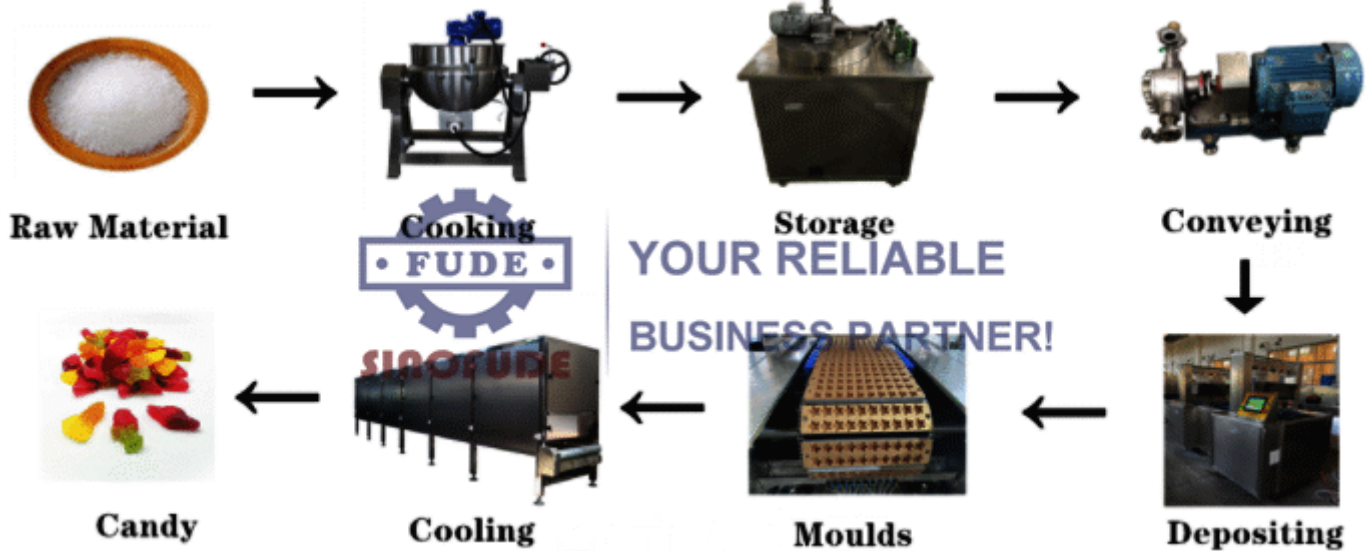 Raw Material
Cooking
Storage
Conveying
FUDE
SINOFUDE
YOUR RELIABLE
BUSINESS PARTNER!
Candy
Cooling
Moulds
Depositing